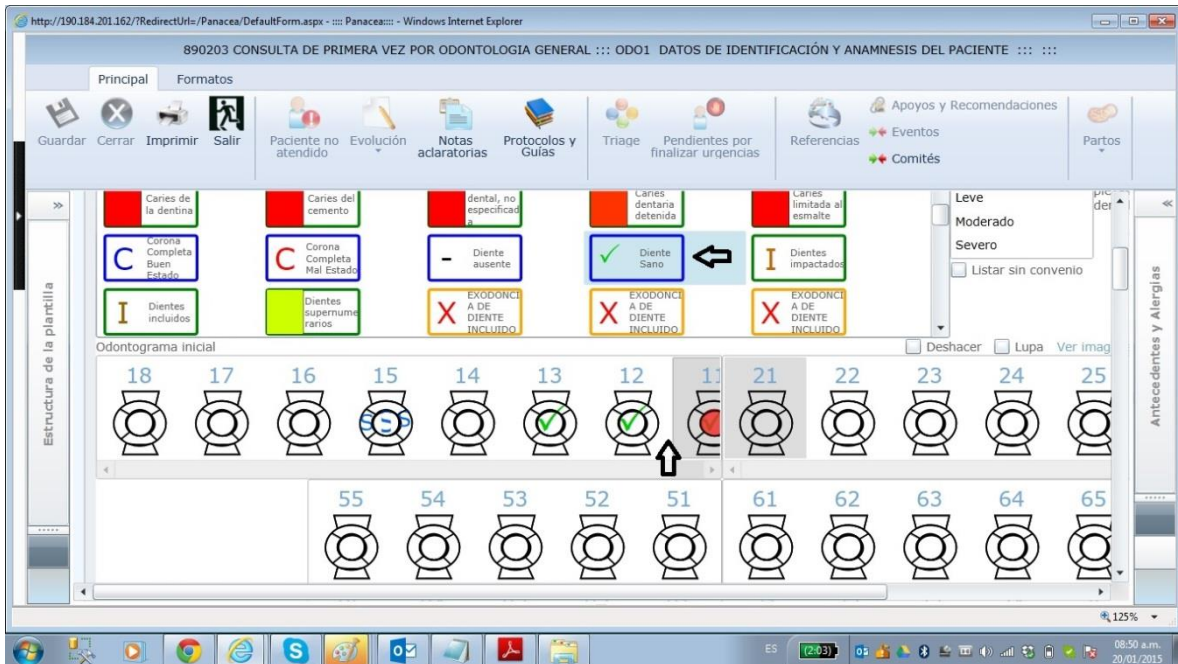 http://190.184.201.162/?RedirectUrl=/Panacea/DefaultForm.aspx - :::: Panacea:::: - Windows Internet Explorer
890203 CONSULTA DE PRIMERA VEZ POR ODONTOLOGIA GENERAL ::: ODO1 DATOS DE IDENTIFICACIÓN Y ANAMNESIS DEL PACIENTE ::: :::
Principal Formatos
Guardar Cerrar Imprimir Salir
Paciente no atendido
Evolución
Notas aclaratorias
Protocolos y Guías
Triage
Pendientes por finalizar urgencias
Referencias
Apoyos y Recomendaciones
Eventos
Comités
Partos
Estructura de la plantilla
Caries de la dentina
Caries del cemento
dental, no especificad a
Caries dentaria detenida
Caries limitada al esmalte
C Corona Completa Buen Estado
C Corona Completa Mal Estado
- Diente ausente
✓ Diente Sano
I Dientes impactados
I Dientes incluidos
Dientes supernume rarios
X EXODONCI A DE DIENTE INCLUIDO
X EXODONCI A DE DIENTE INCLUIDO
X EXODONCI A DE DIENTE INCLUIDO
Leve
Moderado
Severo
Listar sin convenio
Antecedentes y Alergias
Odontograma inicial
Deshacer Lupa Ver imag
18 17 16 15 14 13 12 11 21 22 23 24 25
S S S
55 54 53 52 51 61 62 63 64 65
125%
ES (2:03) 08:50 a.m.
20/01/2015